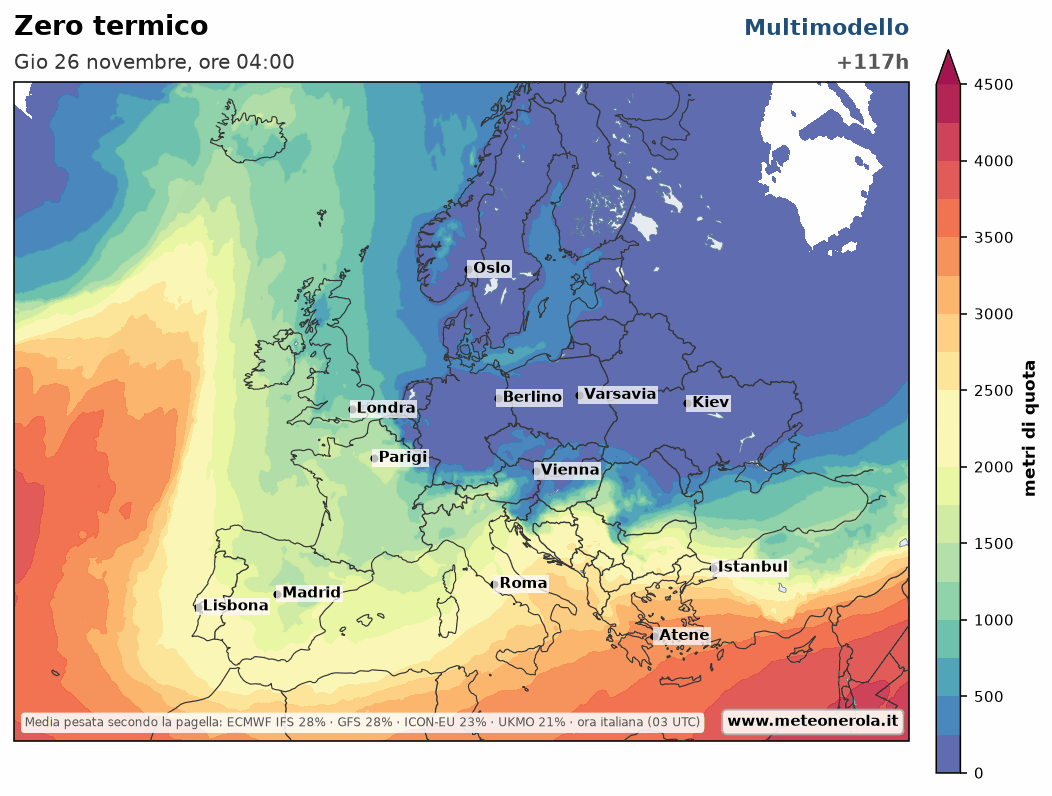 Zero termico
Multimodello
Gio 26 novembre, ore 04:00
+117h
4500
4000
3500
3000
2500
2000
1500
1000
500
0
metri di quota
Oslo
Berlino
Varsavia
Kiev
Londra
Parigi
Vienna
Istanbul
Roma
Madrid
Lisbona
Atene
Media pesata secondo la pagella: ECMWF IFS 28% · GFS 28% · ICON-EU 23% · UKMO 21% · ora italiana (03 UTC)
www.meteonerola.it